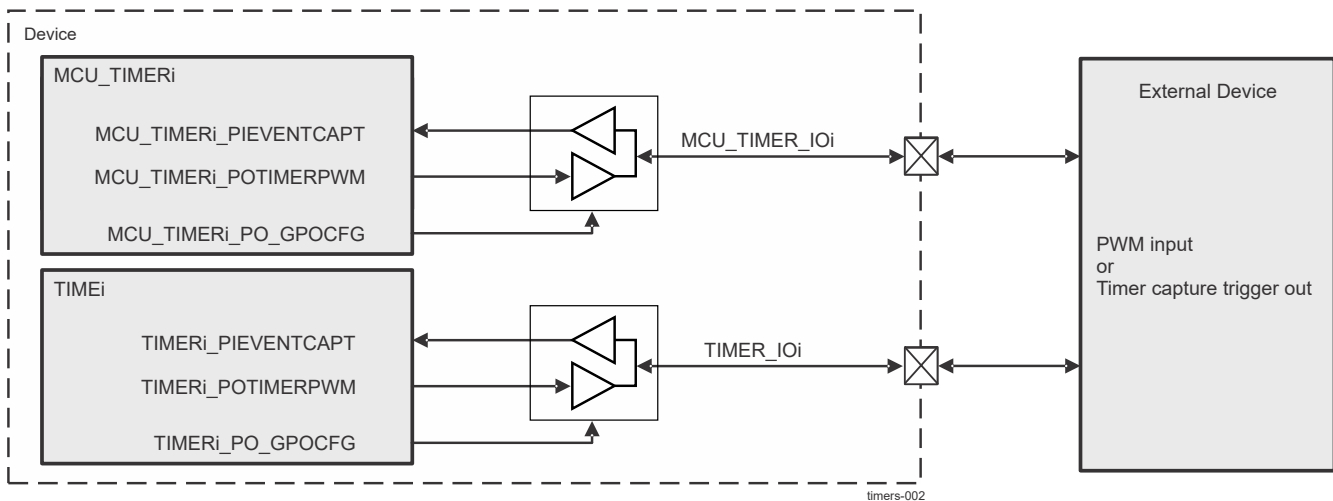 Device
MCU_TIMERi
MCU_TIMERi_PIEVENTCAPT
MCU_TIMERi_POTIMERPWM
MCU_TIMERi_PO_GPOCFG
MCU_TIMER_IOi
External Device
PWM input
or
Timer capture trigger out
TIMEi
TIMERi_PIEVENTCAPT
TIMERi_POTIMERPWM
TIMERi_PO_GPOCFG
TIMER_IOi
timers-002